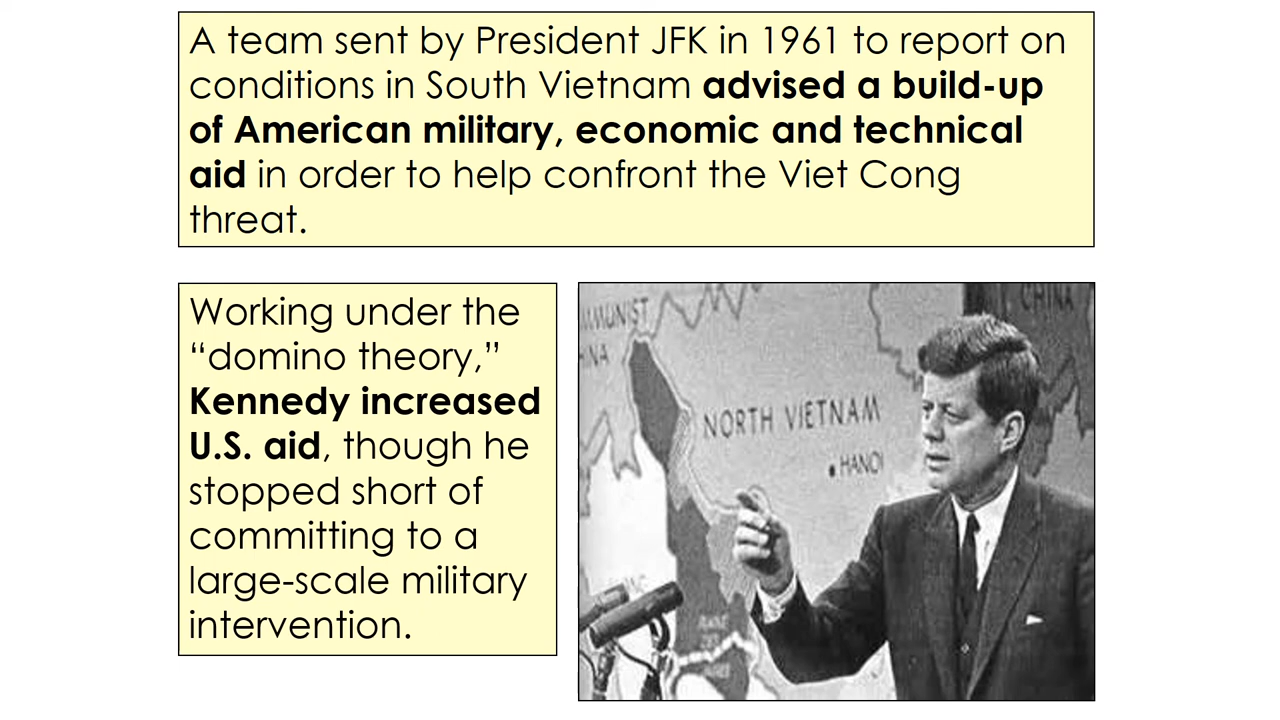 A team sent by President JFK in 1961 to report on
conditions in South Vietnam advised a build-up
of American military, economic and technical
aid in order to help confront the Viet Cong
threat.
Working under the
“domino theory,”
Kennedy increased
U.S. aid, though he
stopped short of
committing to a
large-scale military
intervention.
CHINA
NORTH VIETNAM
HANOI